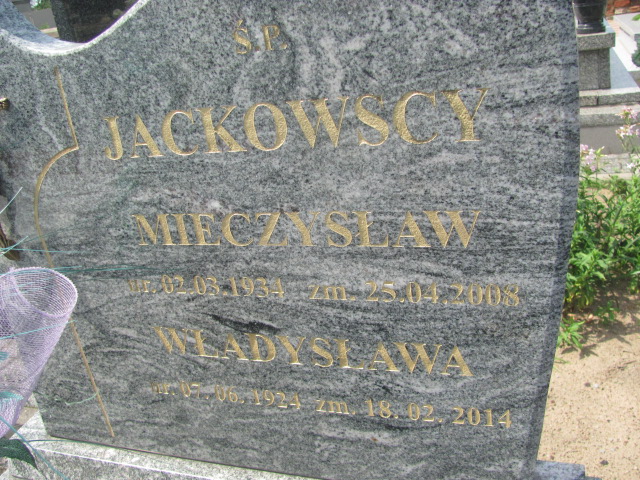 Ś.P.
JACKOWSCY
MIECZYSŁAW
ur. 02.03.1934 zm. 25.04.2008
WŁADYSŁAWA
ur. 07. 06. 1924 zm. 18. 02. 2014